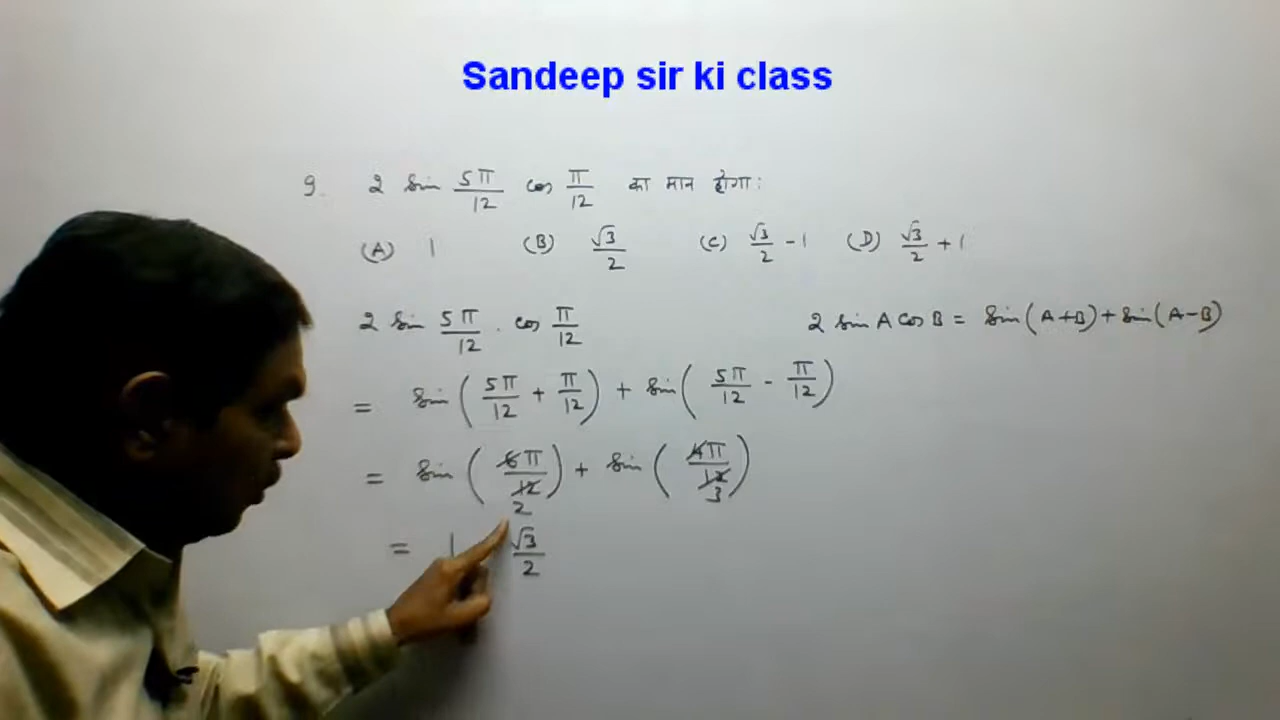 Sandeep sir ki class
9. 2 sin 5π/12 cos π/12 का मान होगा:
(A) 1 (B) √3/2 (C) √3/2 - 1 (D) √3/2 + 1
2 sin 5π/12 . cos π/12 2 sin A cos B = sin(A+B) + sin(A-B)
= sin(5π/12 + π/12) + sin(5π/12 - π/12)
= sin(6π/12 2) + sin(4π/12 3)
= 1 √3/2